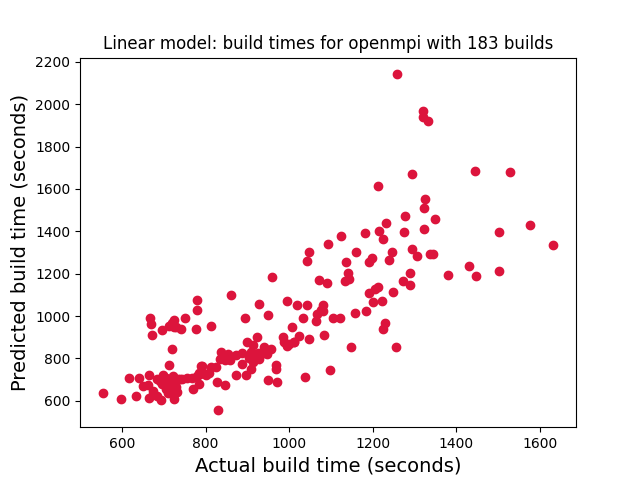 Linear model: build times for openmpi with 183 builds
Predicted build time (seconds)
2200
2000
1800
1600
1400
1200
1000
800
600
600 800 1000 1200 1400 1600
Actual build time (seconds)